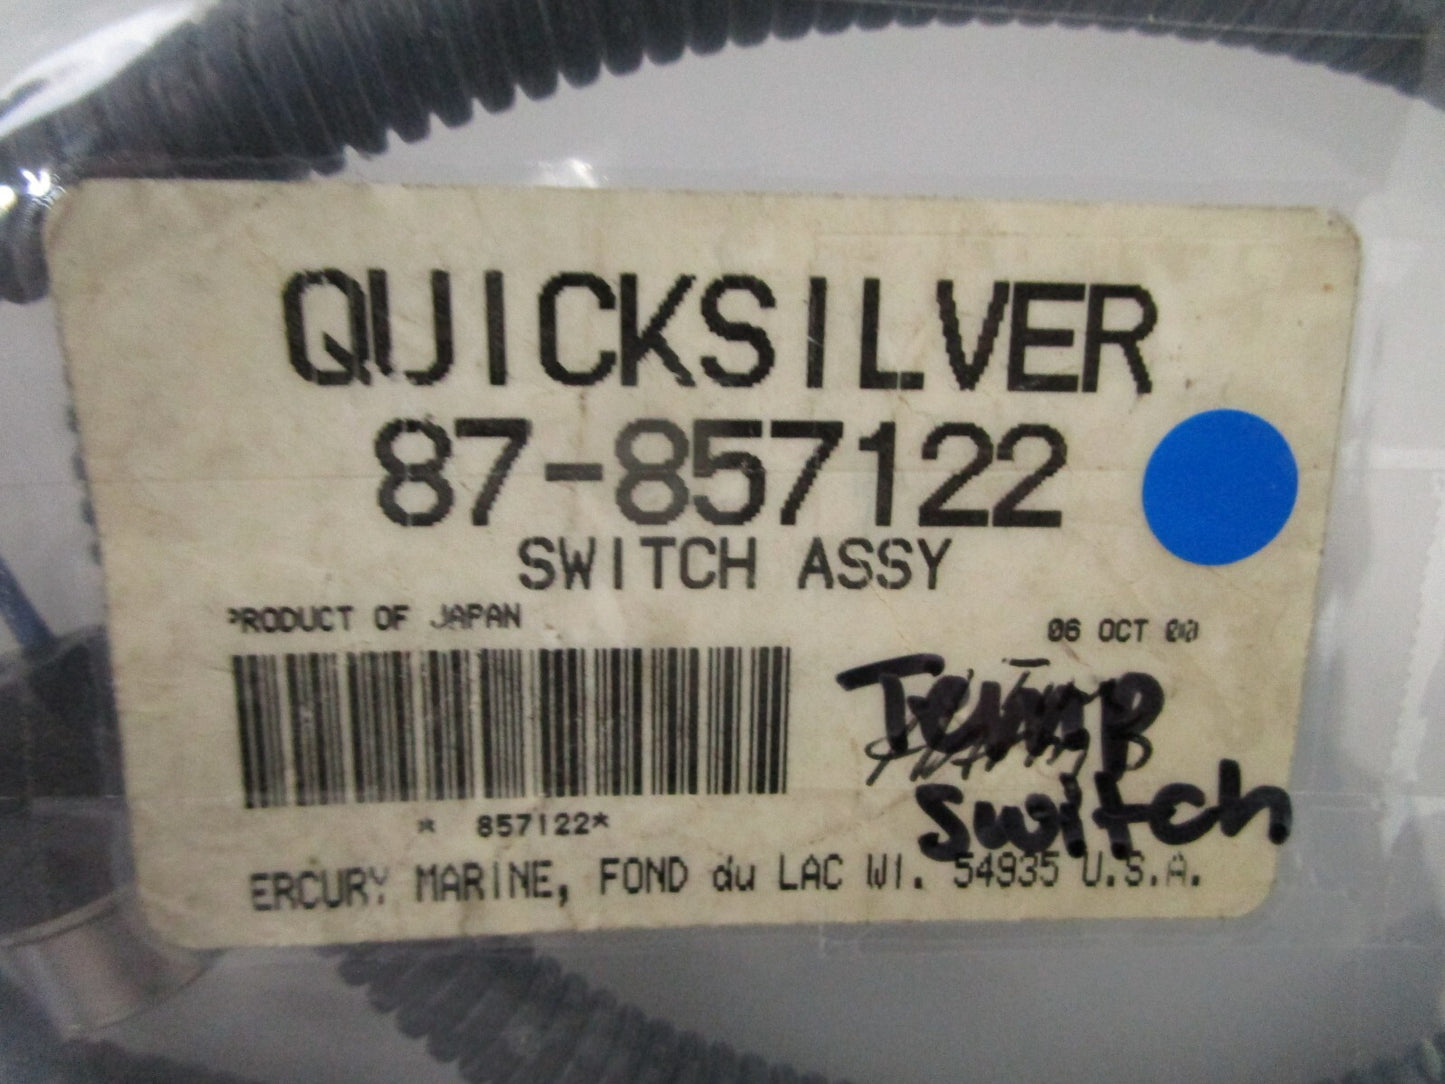 QUICKSILVER
87-857122
SWITCH ASSY
PRODUCT OF JAPAN
06 OCT 00
Temp
switch
* 857122*
ERCURY MARINE, FOND du LAC WI. 54935 U.S.A.